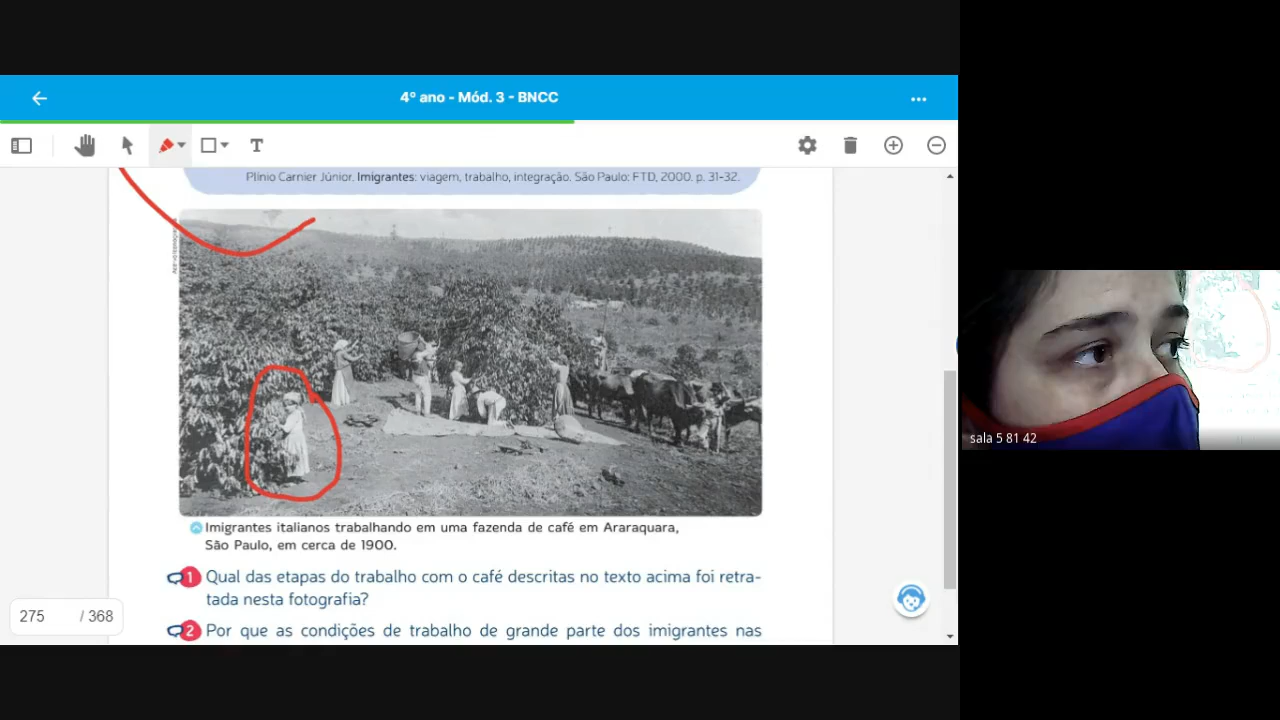 4º ano - Mód. 3 - BNCC
T
Plínio Carnier Júnior. Imigrantes: viagem, trabalho, integração. São Paulo: FTD, 2000. p. 31-32.
Imigrantes italianos trabalhando em uma fazenda de café em Araraquara,
São Paulo, em cerca de 1900.
1 Qual das etapas do trabalho com o café descritas no texto acima foi retra-
tada nesta fotografia?
2 Por que as condições de trabalho de grande parte dos imigrantes nas
275 / 368
sala 5 81 42